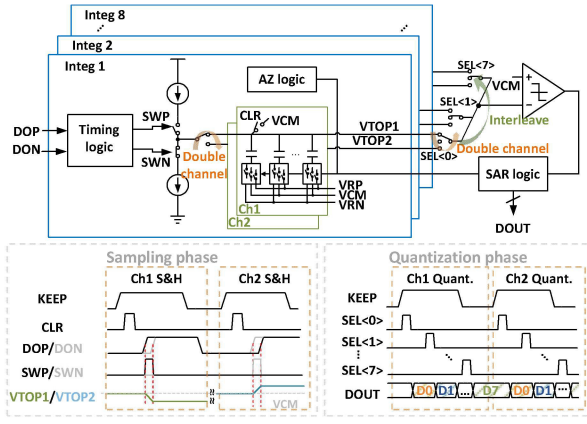 Integ 8
Integ 2
Integ 1
AZ logic
SEL<7>
VCM
SEL<1>
Interleave
SWP
CLR
VCM
DOP
DON
Timing
logic
VTOP1
VTOP2
SEL<0>
SWN
Double
channel
...
Double
channel
SAR logic
VRP
VCM
VRN
Ch1
Ch2
DOUT
Sampling phase
Ch1 S&H
Ch2 S&H
KEEP
CLR
DOP/DON
SWP/SWN
VTOP1/VTOP2
VCM
Quantization phase
Ch1 Quant.
Ch2 Quant.
KEEP
SEL<0>
SEL<1>
SEL<7>
DOUT
D0 D1 ... D7 D0 D1 ...